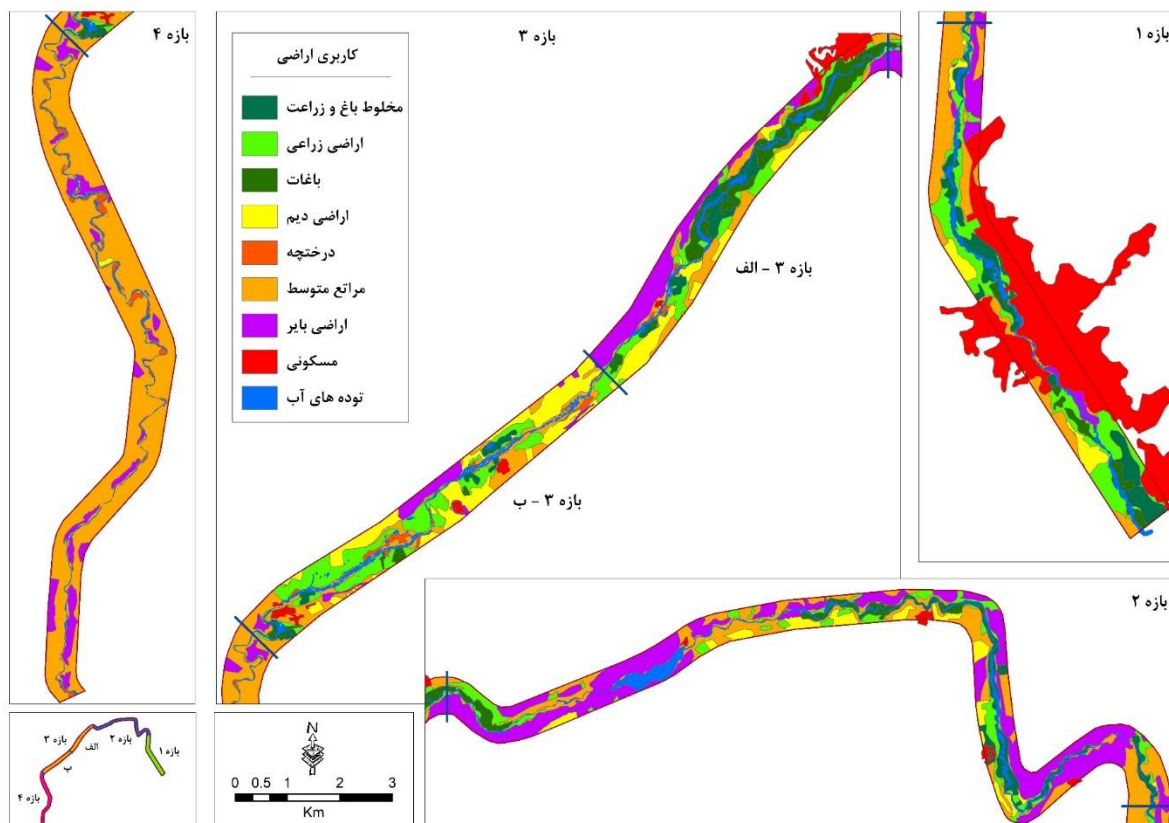 بازه ۴
بازه ۳
بازه ۱
کاربری اراضی
مخلوط باغ و زراعت
اراضی زراعی
باغات
اراضی دیم
درختچه
مراتع متوسط
اراضی بایر
مسکونی
توده های آب
بازه ۳ - الف
بازه ۳ - ب
بازه ۲
بازه ۳
الف
بازه ۲
بازه ۱
ب
بازه ۴
N
0 0.5 1 2 3
Km